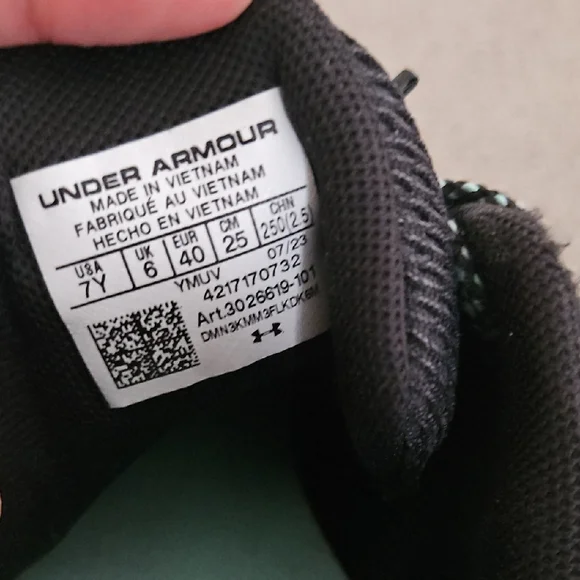 UNDER ARMOUR
MADE IN VIETNAM
FABRIQUÉ AU VIETNAM
HECHO EN VIETNAM
USA UK EUR CM CHN
7Y 6 40 25 250(2.5)
YMUV 07/23
4217170732
Art.3026619-101